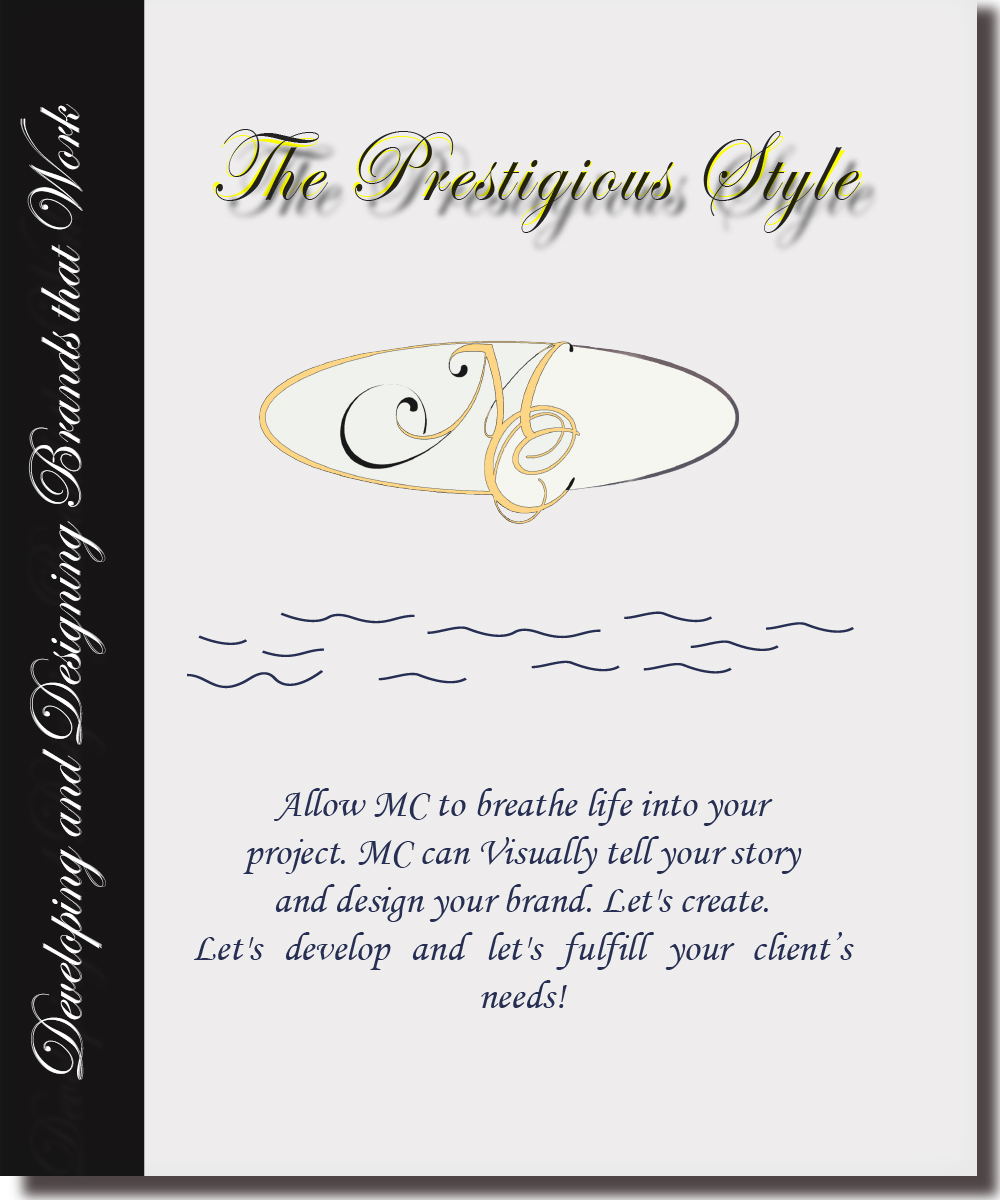 Developing and Designing Brands that Work
The Prestigious Style
MC
Allow MC to breathe life into your
project. MC can Visually tell your story
and design your brand. Let's create.
Let's develop and let's fulfill your client’s
needs!